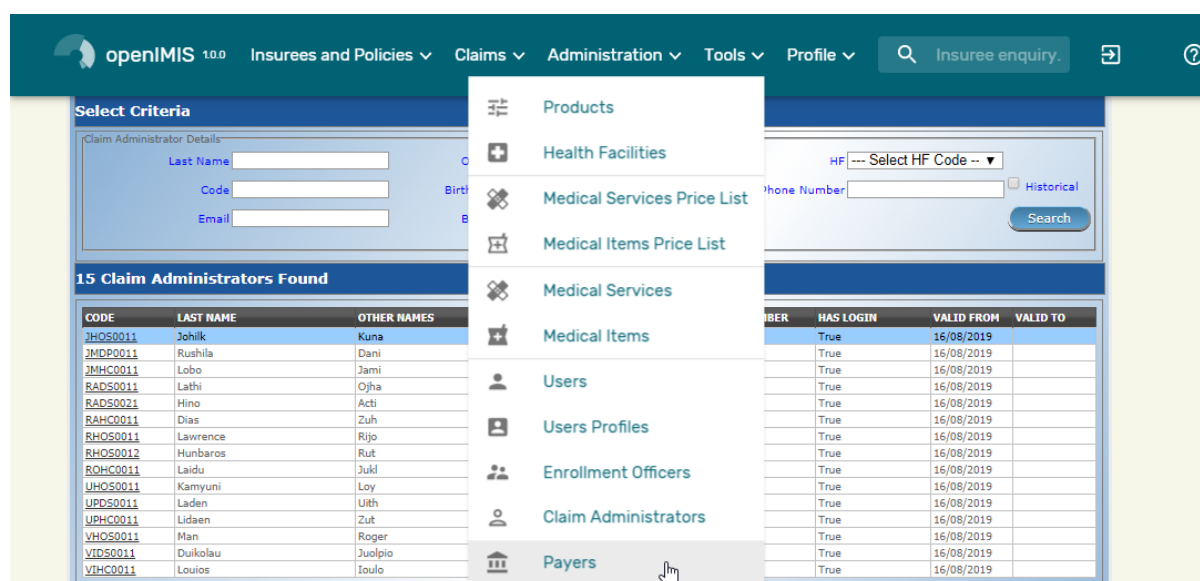 openIMIS 1.0.0 Insurees and Policies Claims Administration Tools Profile Insuree enquiry.
Select Criteria
Claim Administrator Details
Last Name HF --- Select HF Code --
Code Phone Number Historical
Email Search
15 Claim Administrators Found
CODE LAST NAME OTHER NAMES HAS LOGIN VALID FROM VALID TO
JHOS0011 Johilk Kuna True 16/08/2019
JMDP0011 Rushila Dani True 16/08/2019
JMHC0011 Lobo Jami True 16/08/2019
RADS0011 Lathi Ojha True 16/08/2019
RADS0021 Hino Acti True 16/08/2019
RAHC0011 Dias Zuh True 16/08/2019
RHOS0011 Lawrence Rijo True 16/08/2019
RHOS0012 Hunbaros Rut True 16/08/2019
ROHC0011 Laidu Jukl True 16/08/2019
UHOS0011 Kamyuni Loy True 16/08/2019
UPDS0011 Laden Uith True 16/08/2019
UPHC0011 Lidaen Zut True 16/08/2019
VHOS0011 Man Roger True 16/08/2019
VIDS0011 Duikolau Juolpio True 16/08/2019
VIHC0011 Louios Ioulo True 16/08/2019
Products
Health Facilities
Medical Services Price List
Medical Items Price List
Medical Services
Medical Items
Users
Users Profiles
Enrollment Officers
Claim Administrators
Payers